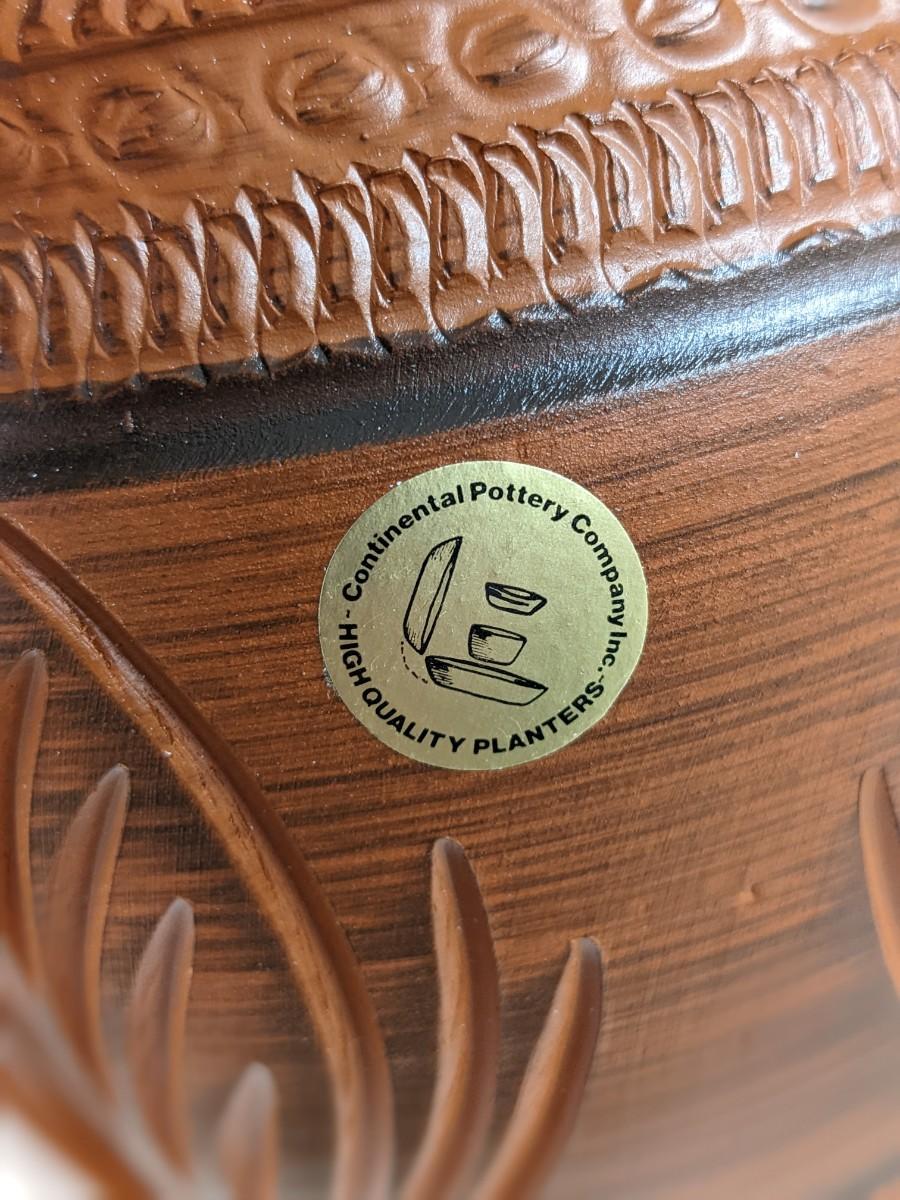 - Continental Pottery Company Inc. -
HIGH QUALITY PLANTERS